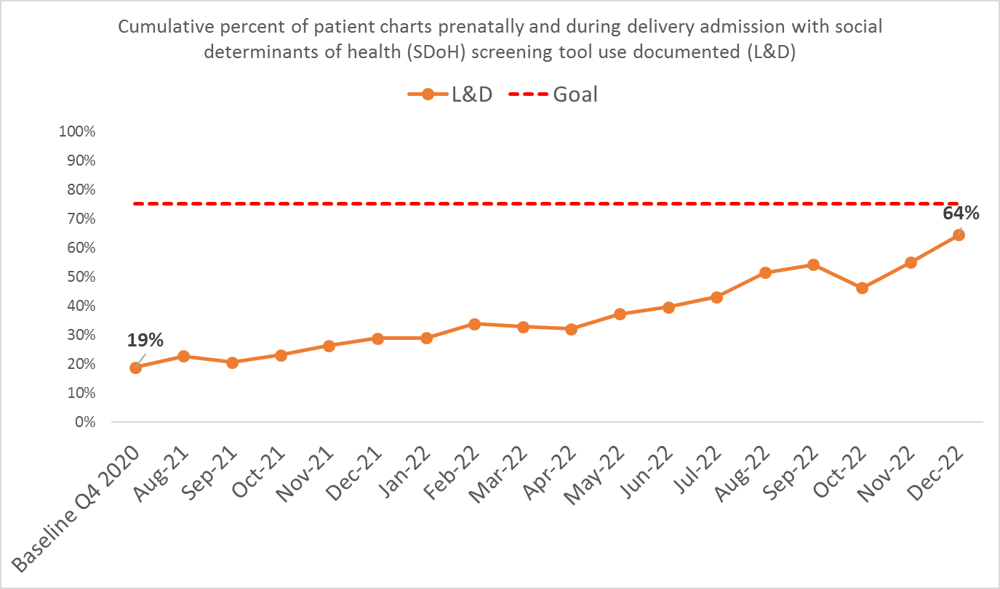 Cumulative percent of patient charts prenatally and during delivery admission with social
determinants of health (SDoH) screening tool use documented (L&D)
L&D
Goal
100%
90%
80%
70%
60%
50%
40%
30%
20%
10%
0%
19%
64%
Baseline Q4 2020
Aug-21
Sep-21
Oct-21
Nov-21
Dec-21
Jan-22
Feb-22
Mar-22
Apr-22
May-22
Jun-22
Jul-22
Aug-22
Sep-22
Oct-22
Nov-22
Dec-22